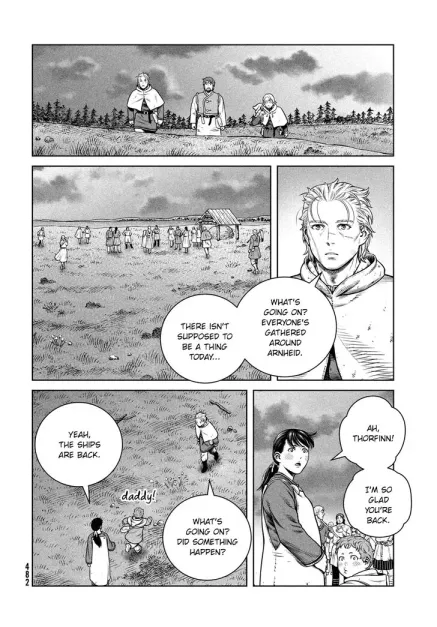 WHAT'S
GOING ON?
EVERYONE'S
GATHERED
AROUND
ARNHEID.
THERE ISN'T
SUPPOSED TO
BE A THING
TODAY...
AH,
THORFINN!
I'M SO
GLAD
YOU'RE
BACK.
daddy!
WHAT'S
GOING ON?
DID SOMETHING
HAPPEN?
YEAH,
THE SHIPS
ARE BACK.
482